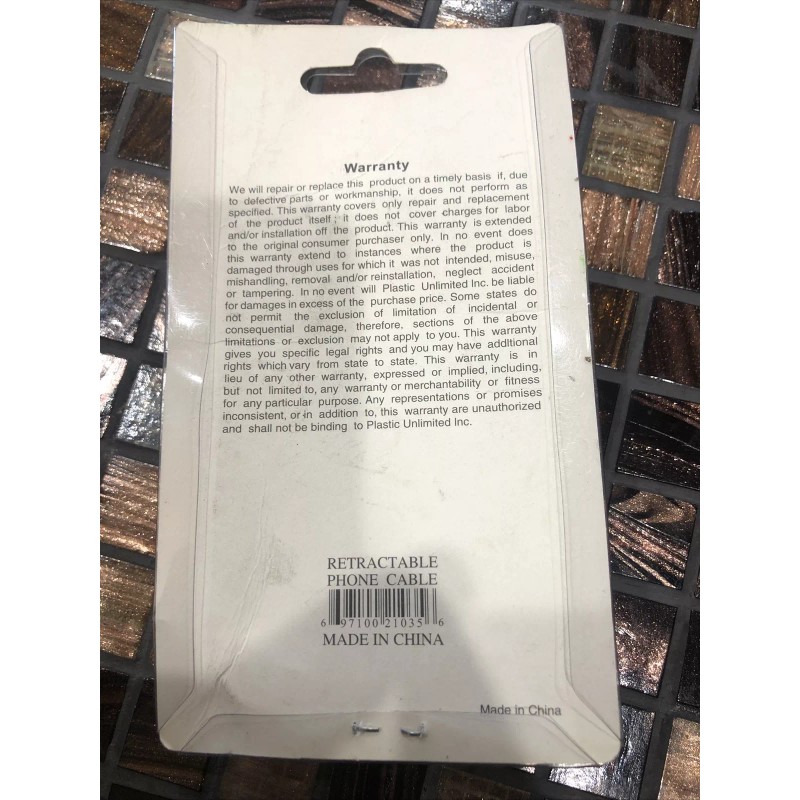 Warranty
We will repair or replace this product on a timely basis if, due
to defective parts or workmanship, it does not perform as
specified. This warranty covers only repair and replacement
of the product itself; it does not cover charges for labor
and/or installation off the product. This warranty is extended
to the original consumer purchaser only. In no event does
this warranty extend to instances where the product is
damaged through uses for which it was not intended, misuse,
mishandling, removal and/or reinstallation, neglect accident
or tampering. In no event will Plastic Unlimited Inc. be liable
for damages in excess of the purchase price. Some states do
not permit the exclusion of limitation of incidental or
consequential damage, therefore, sections of the above
limitations or exclusion may not apply to you. This warranty
gives you specific legal rights and you may have addltional
rights which vary from state to state. This warranty is in
lieu of any other warranty, expressed or implied, including,
but not limited to, any warranty or merchantability or fitness
for any particular purpose. Any representations or promises
inconsistent, or in addition to, this warranty are unauthorized
and shall not be binding to Plastic Unlimited Inc.
RETRACTABLE
PHONE CABLE
6 97100 21035 6
MADE IN CHINA
Made in China